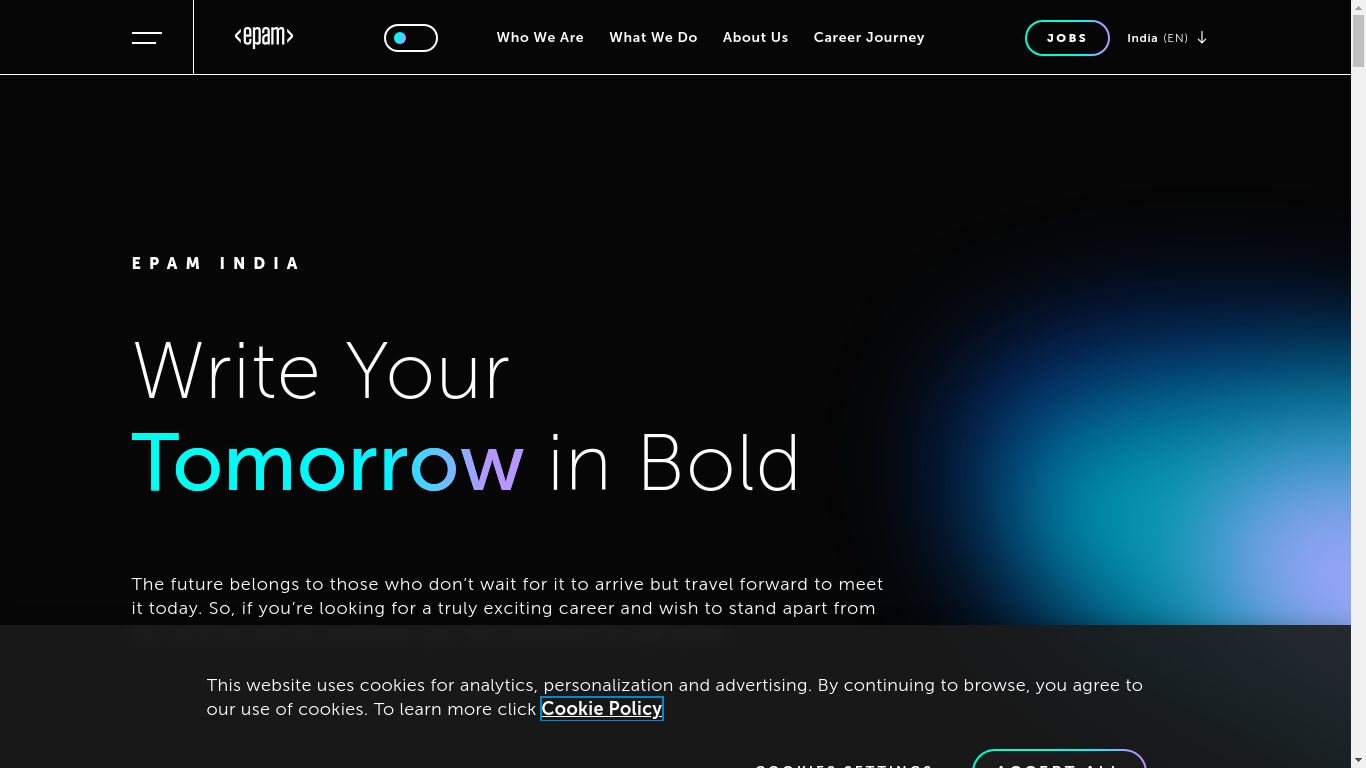 <epam>
Who We Are What We Do About Us Career Journey
JOBS
India (EN)
EPAM INDIA
Write Your
Tomorrow in Bold
The future belongs to those who don’t wait for it to arrive but travel forward to meet
it today. So, if you’re looking for a truly exciting career and wish to stand apart from
This website uses cookies for analytics, personalization and advertising. By continuing to browse, you agree to
our use of cookies. To learn more click Cookie Policy
COOKIES SETTINGS
ACCEPT ALL